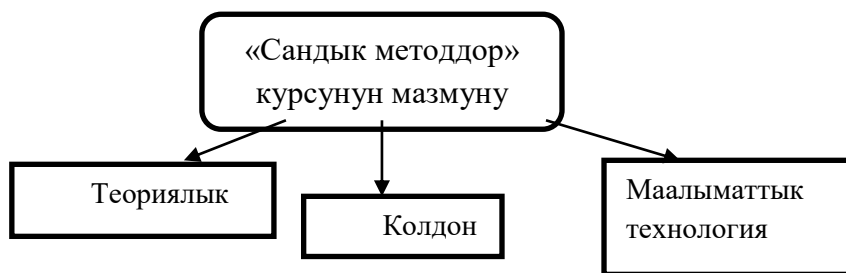 «Сандык методдор»
курсунун мазмуну
Теориялык
Колдон
Маалыматтык
технология